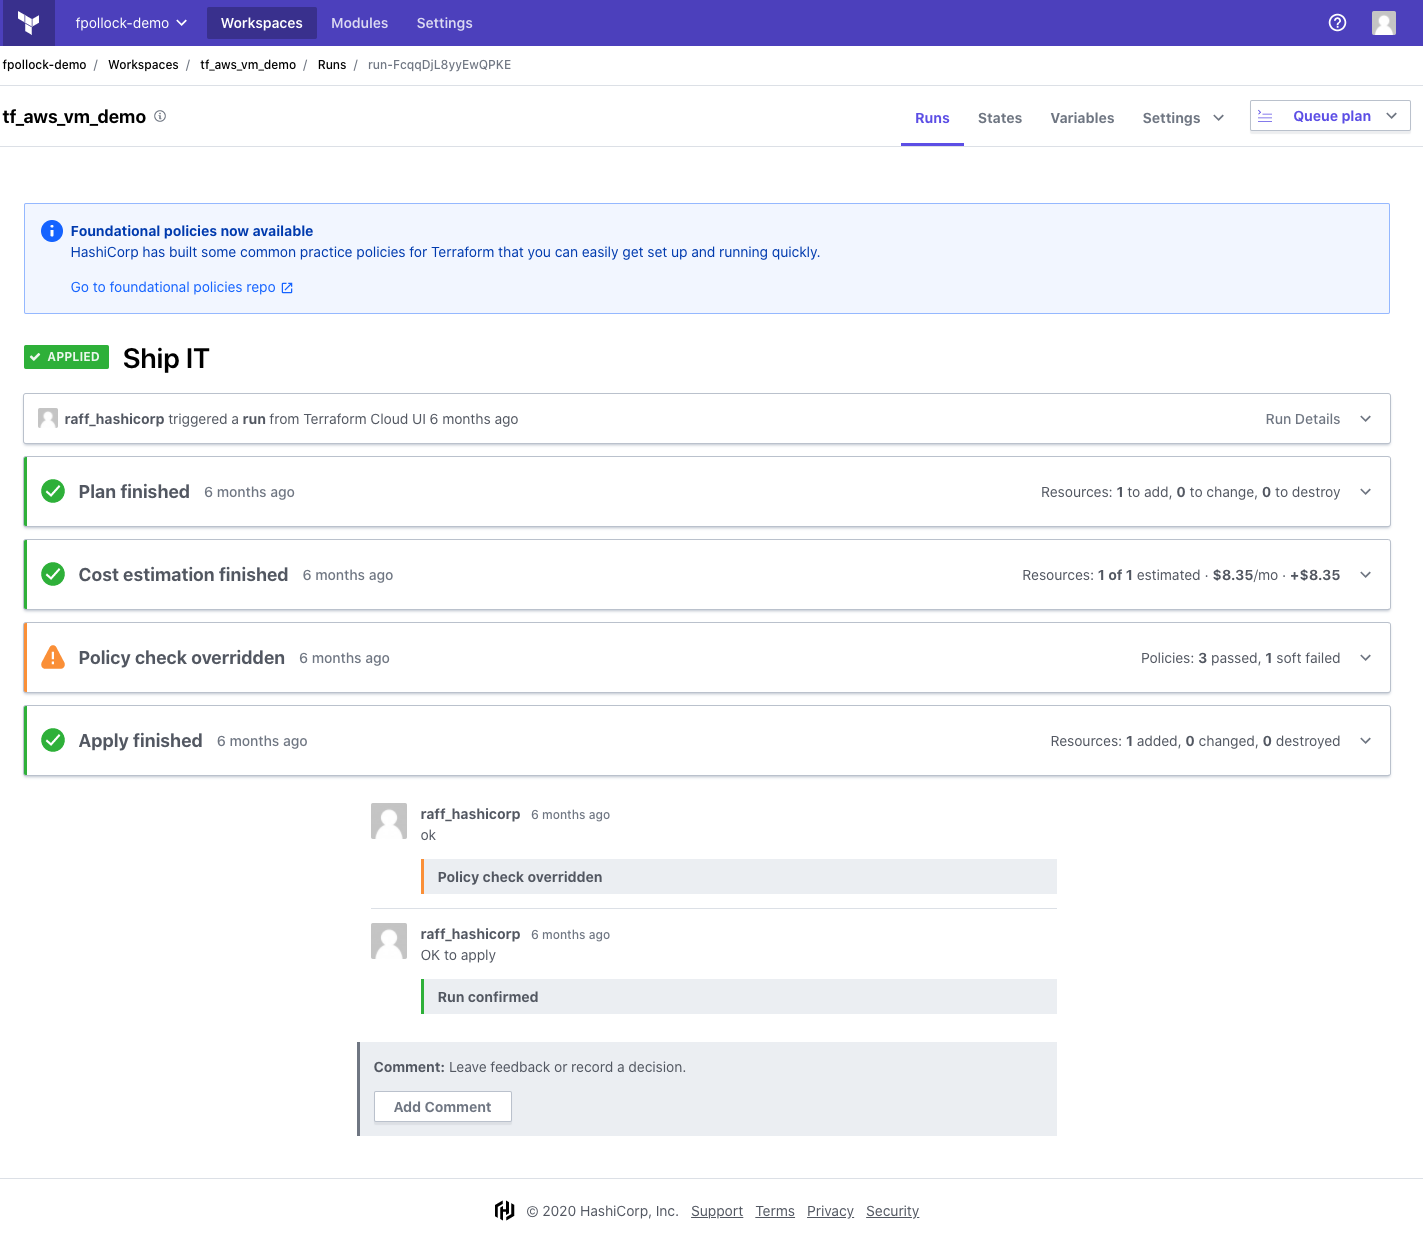 fpollock-demo Workspaces Modules Settings
fpollock-demo / Workspaces / tf_aws_vm_demo / Runs / run-FcqqDjL8yyEwQPKE
tf_aws_vm_demo Runs States Variables Settings Queue plan
Foundational policies now available
HashiCorp has built some common practice policies for Terraform that you can easily get set up and running quickly.
Go to foundational policies repo
APPLIED Ship IT
raff_hashicorp triggered a run from Terraform Cloud UI 6 months ago Run Details
Plan finished 6 months ago Resources: 1 to add, 0 to change, 0 to destroy
Cost estimation finished 6 months ago Resources: 1 of 1 estimated · $8.35/mo · +$8.35
Policy check overridden 6 months ago Policies: 3 passed, 1 soft failed
Apply finished 6 months ago Resources: 1 added, 0 changed, 0 destroyed
raff_hashicorp 6 months ago
ok
Policy check overridden
raff_hashicorp 6 months ago
OK to apply
Run confirmed
Comment: Leave feedback or record a decision.
Add Comment
© 2020 HashiCorp, Inc. Support Terms Privacy Security